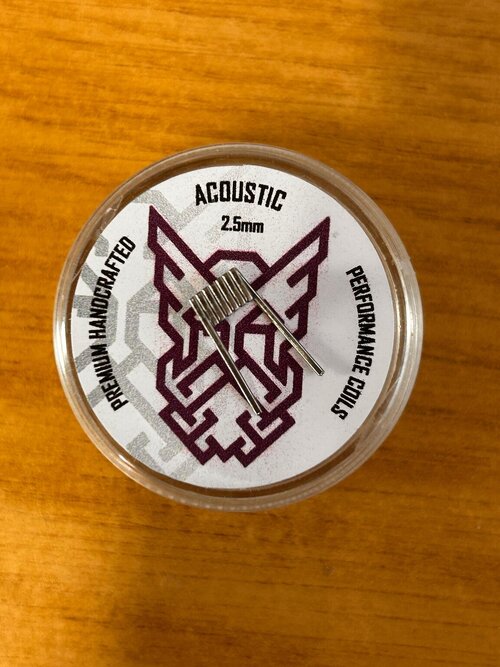 ACOUSTIC
2.5mm
PREMIUM HANDCRAFTED
PERFORMANCE COILS